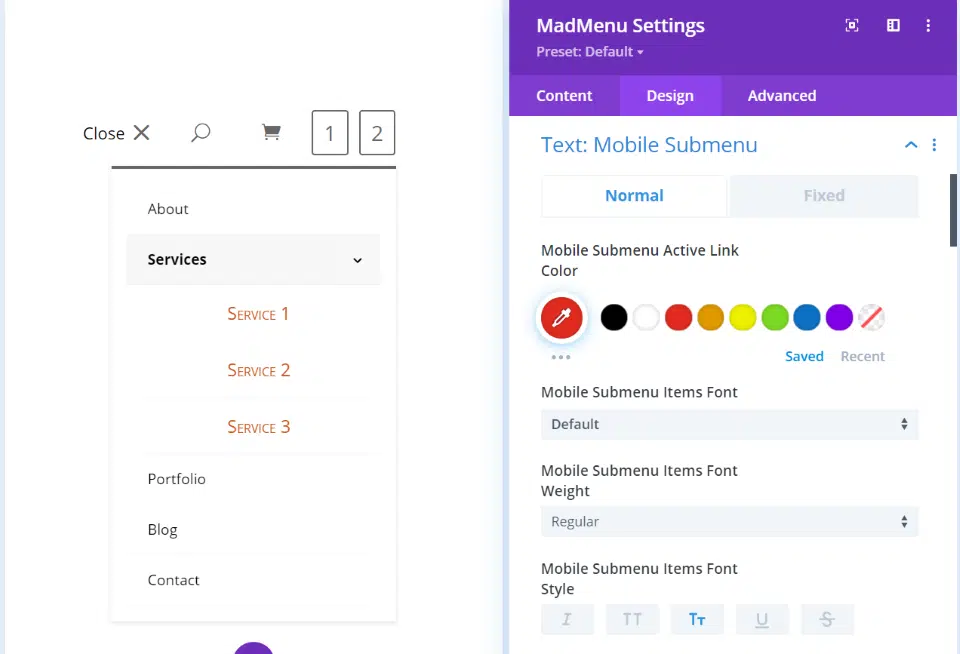 Close
1
2
About
Services
Service 1
Service 2
Service 3
Portfolio
Blog
Contact
MadMenu Settings
Preset: Default
Content
Design
Advanced
Text: Mobile Submenu
Normal
Fixed
Mobile Submenu Active Link
Color
Saved
Recent
Mobile Submenu Items Font
Default
Mobile Submenu Items Font
Weight
Regular
Mobile Submenu Items Font
Style
I
TT
Tт
U
S